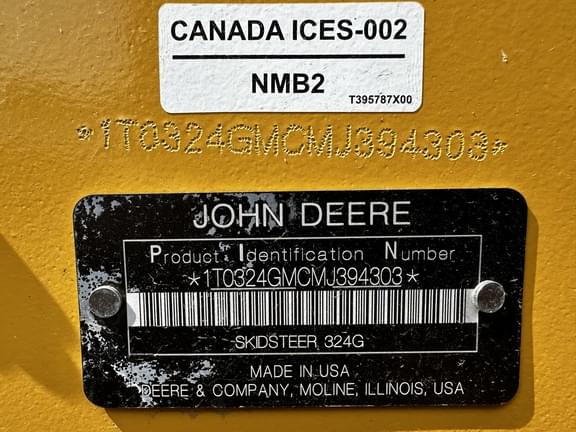 CANADA ICES-002
NMB2
T395787X00
*1T0324GMCMJ394303*
JOHN DEERE
Product Identification Number
*1T0324GMCMJ394303*
SKIDSTEER 324G
MADE IN USA
DEERE & COMPANY, MOLINE, ILLINOIS, USA